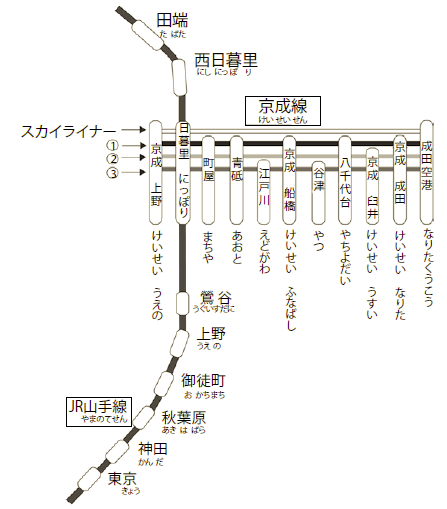 田端
た ばた
西日暮里
にし にっぽ り
京成線
けい せい せん
スカイライナー
①
②
③
京成 上野
日暮里 にっぽり
町屋
青砥
江戸川
京成 船橋
谷津
八千代台
京成 臼井
京成 成田
成田空港
けいせい うえの
まちや
あおと
えどがわ
けいせい ふなばし
やつ
やちよだい
けいせい うすい
けいせい なりた
なりたくうこう
鶯谷
うぐいすだに
上野
うえ の
御徒町
お かちまち
JR山手線
やまのてせん
秋葉原
あき は ばら
神田
かん だ
東京
きょう